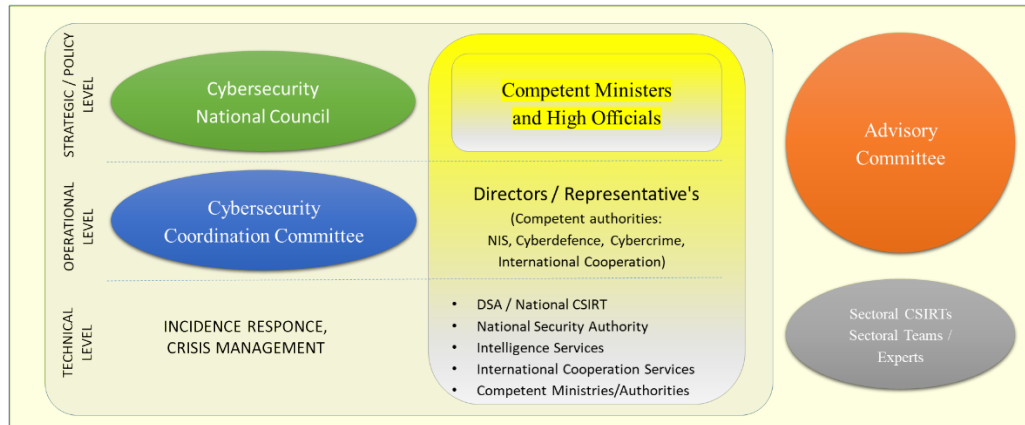 STRATEGIC / POLICY
LEVEL
Cybersecurity
National Council
Competent Ministers
and High Officials
Advisory
Committee
OPERATIONAL
LEVEL
Cybersecurity
Coordination Committee
Directors / Representative's
(Competent authorities:
NIS, Cyberdefence, Cybercrime,
International Cooperation)
TECHNICAL
LEVEL
INCIDENCE RESPONCE,
CRISIS MANAGEMENT
• DSA / National CSIRT
• National Security Authority
• Intelligence Services
• International Cooperation Services
• Competent Ministries/Authorities
Sectoral CSIRTs
Sectoral Teams /
Experts